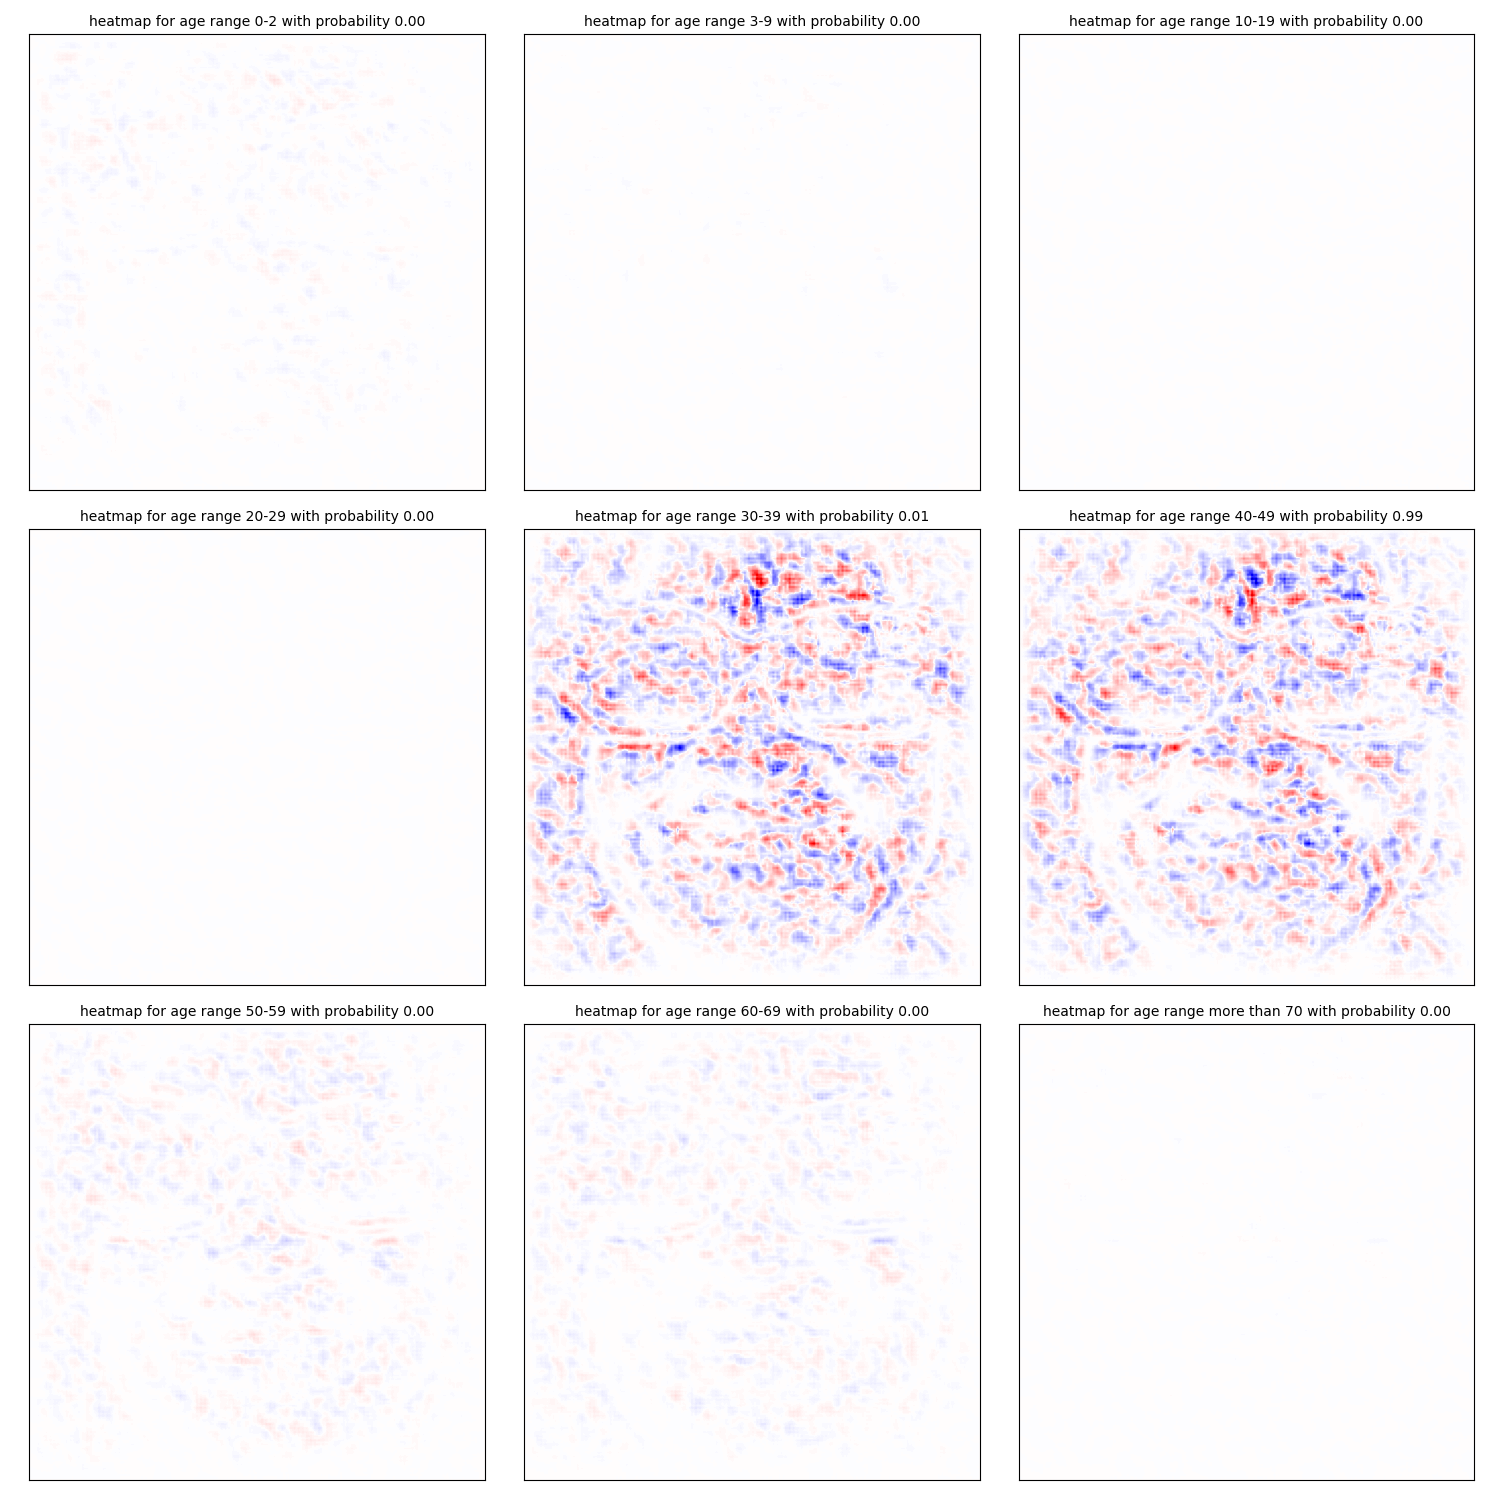 heatmap for age range 0-2 with probability 0.00
heatmap for age range 3-9 with probability 0.00
heatmap for age range 10-19 with probability 0.00
heatmap for age range 20-29 with probability 0.00
heatmap for age range 30-39 with probability 0.01
heatmap for age range 40-49 with probability 0.99
heatmap for age range 50-59 with probability 0.00
heatmap for age range 60-69 with probability 0.00
heatmap for age range more than 70 with probability 0.00